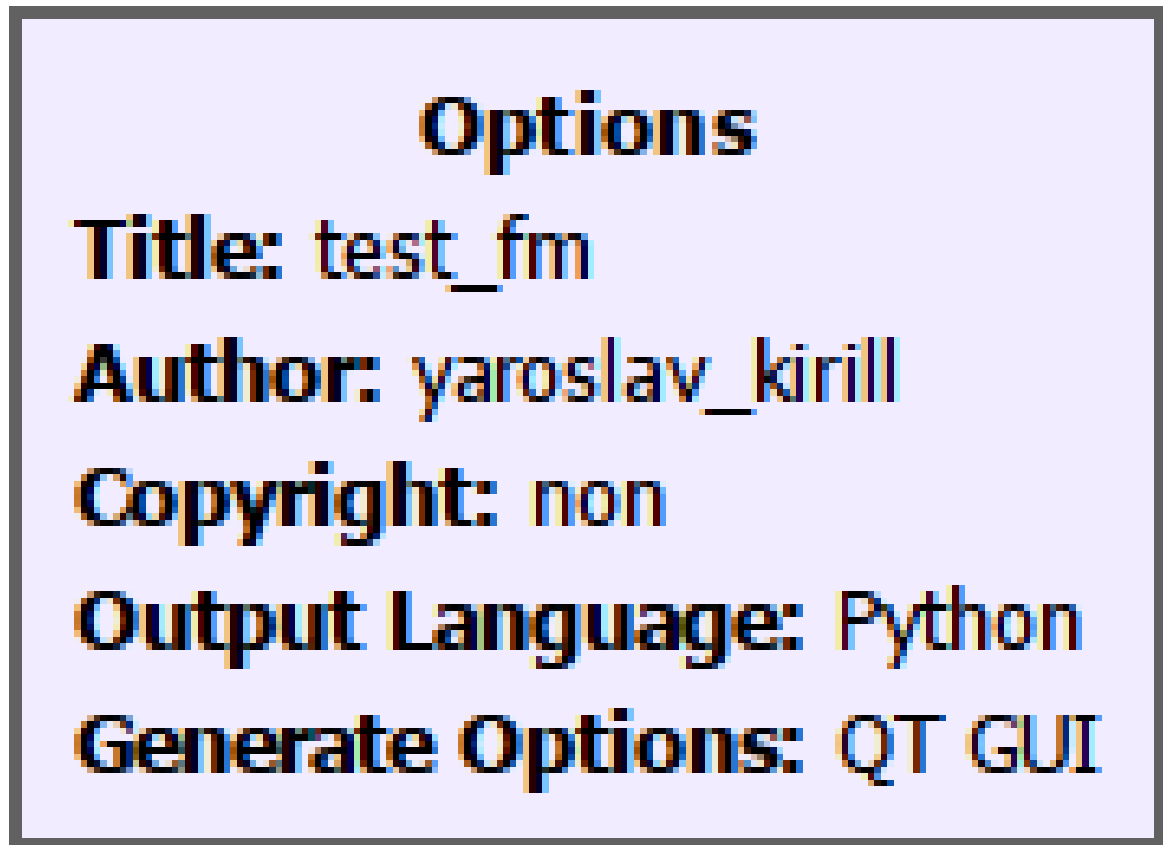 Options
Title: test_fm
Author: yaroslav_kirill
Copyright: non
Output Language: Python
Generate Options: QT GUI